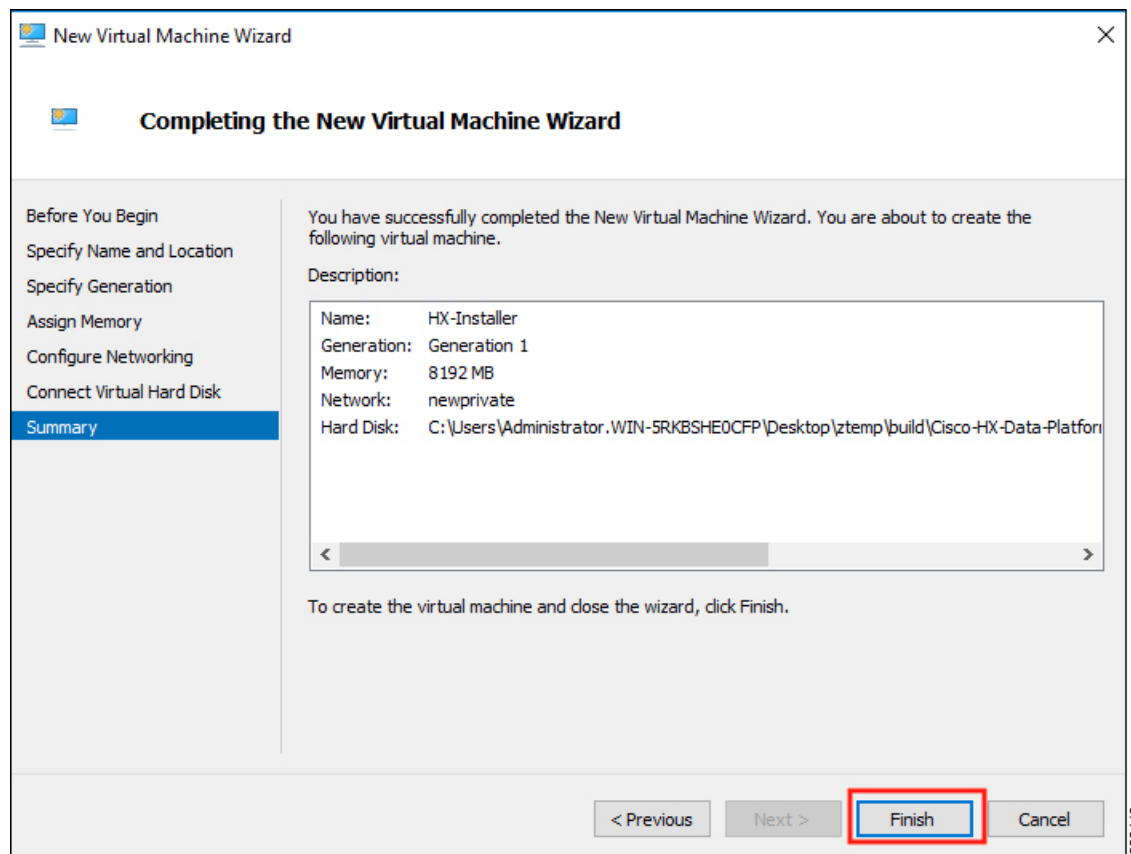 New Virtual Machine Wizard
Completing the New Virtual Machine Wizard
Before You Begin
Specify Name and Location
Specify Generation
Assign Memory
Configure Networking
Connect Virtual Hard Disk
Summary
You have successfully completed the New Virtual Machine Wizard. You are about to create the
following virtual machine.
Description:
Name: HX-Installer
Generation: Generation 1
Memory: 8192 MB
Network: newprivate
Hard Disk: C:\Users\Administrator.WIN-5RKBSHE0CFP\Desktop\ztemp\build\Cisco-HX-Data-Platfor
To create the virtual machine and close the wizard, click Finish.
< Previous
Next >
Finish
Cancel